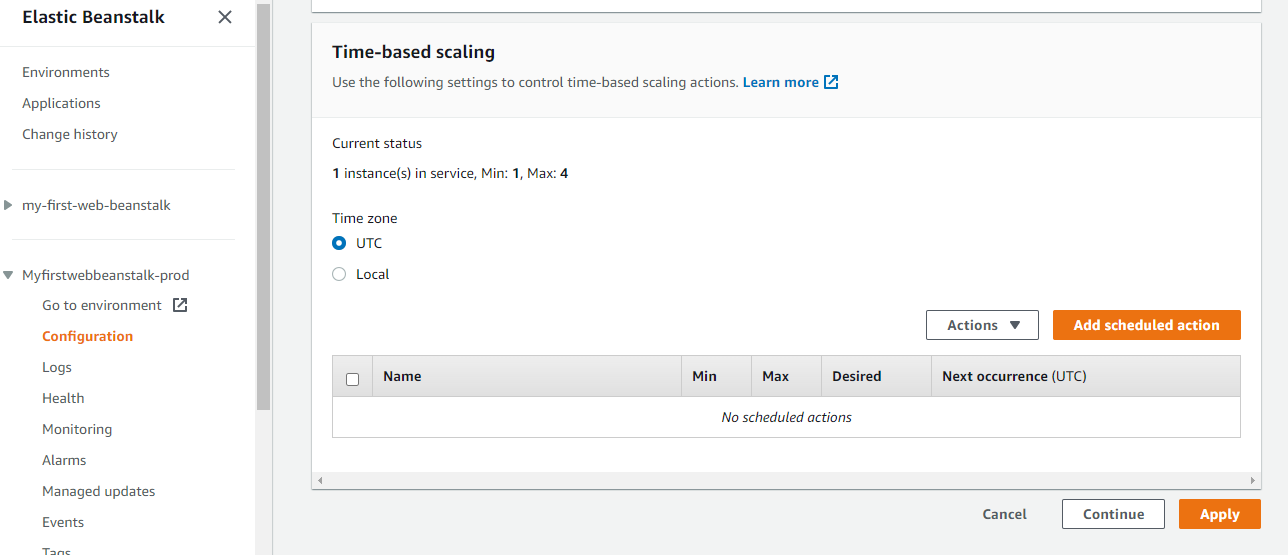 Elastic Beanstalk
Environments
Applications
Change history
my-first-web-beanstalk
Myfirstwebbeanstalk-prod
Go to environment
Configuration
Logs
Health
Monitoring
Alarms
Managed updates
Events
Tags
Time-based scaling
Use the following settings to control time-based scaling actions. Learn more
Current status
1 instance(s) in service, Min: 1, Max: 4
Time zone
UTC
Local
Actions Add scheduled action
Name Min Max Desired Next occurrence (UTC)
No scheduled actions
Cancel Continue Apply